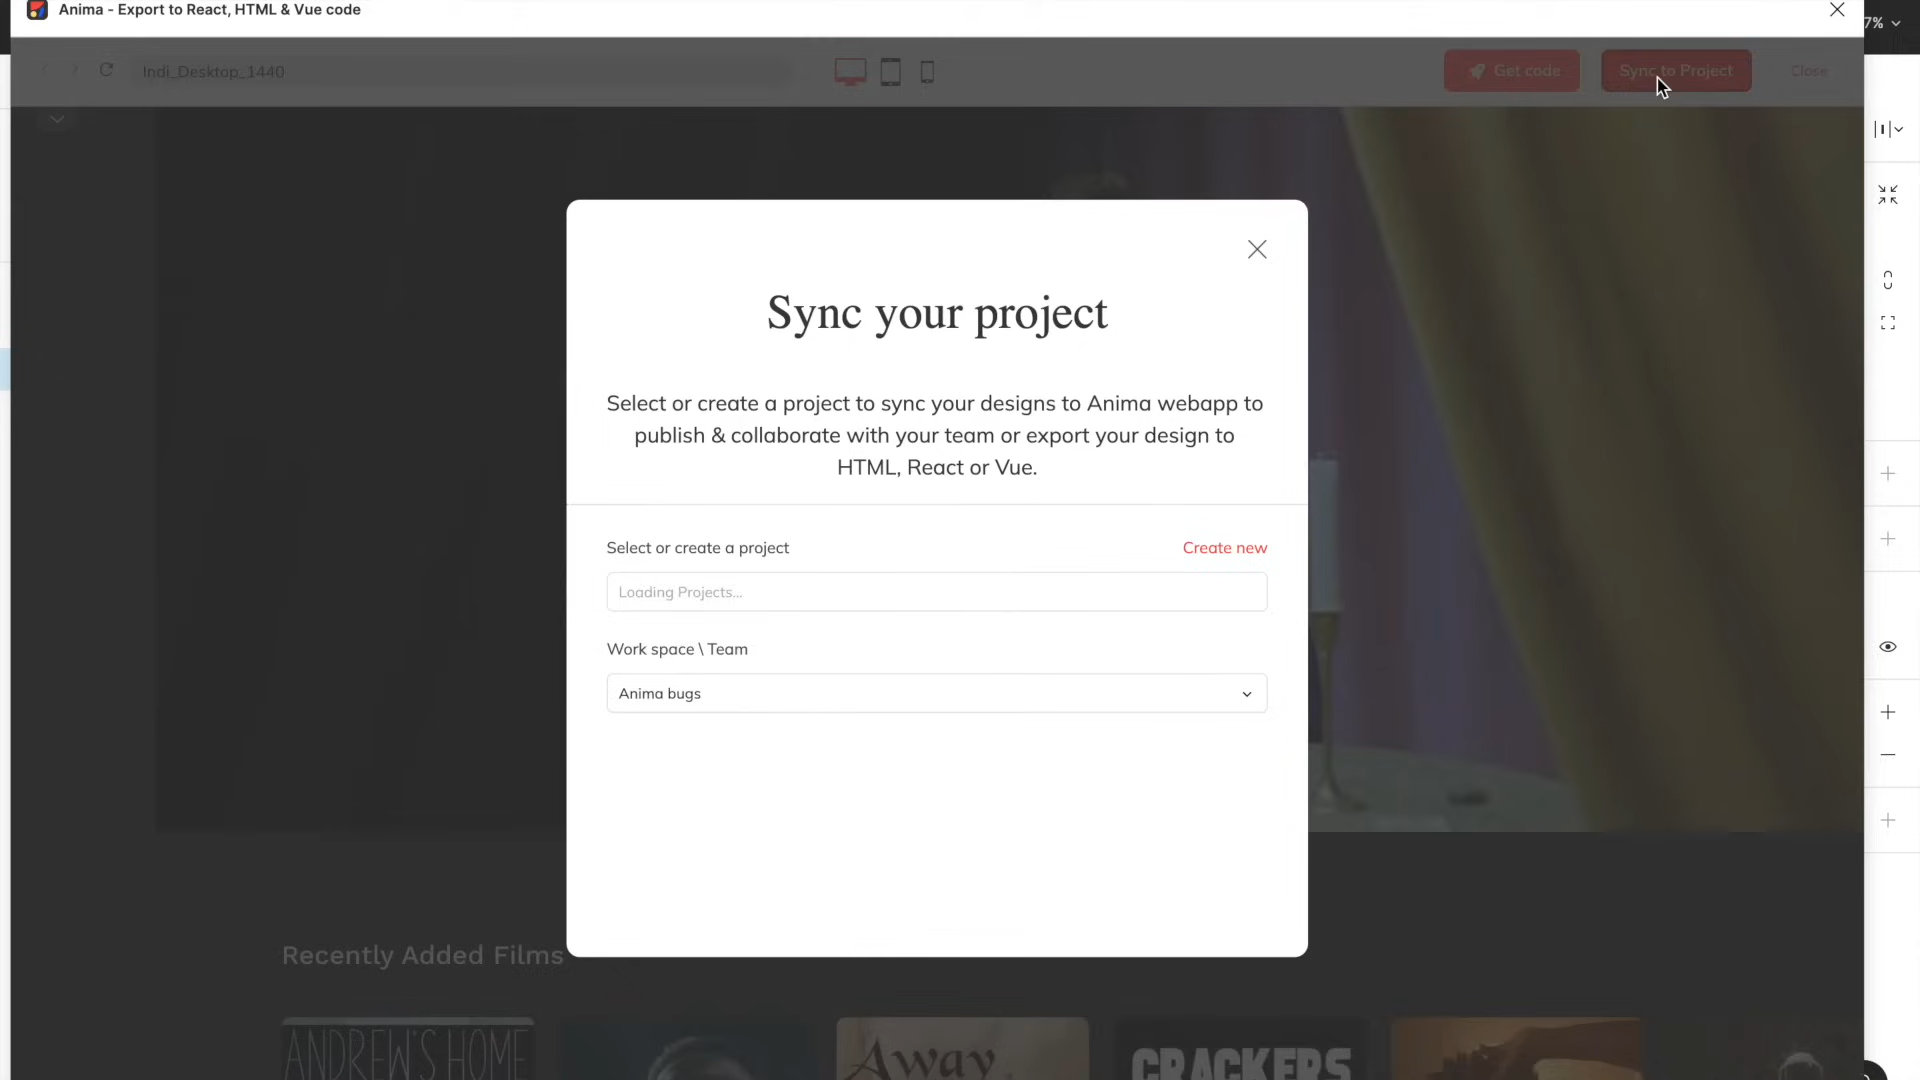 Anima - Export to React, HTML & Vue code
7%
Indi_Desktop_1440
Get code
Sync to Project
Close
Sync your project
Select or create a project to sync your designs to Anima webapp to
publish & collaborate with your team or export your design to
HTML, React or Vue.
Select or create a project
Create new
Loading Projects...
Work space \ Team
Anima bugs
Recently Added Films
ANDREW'S HOME
Away
CRACKERS